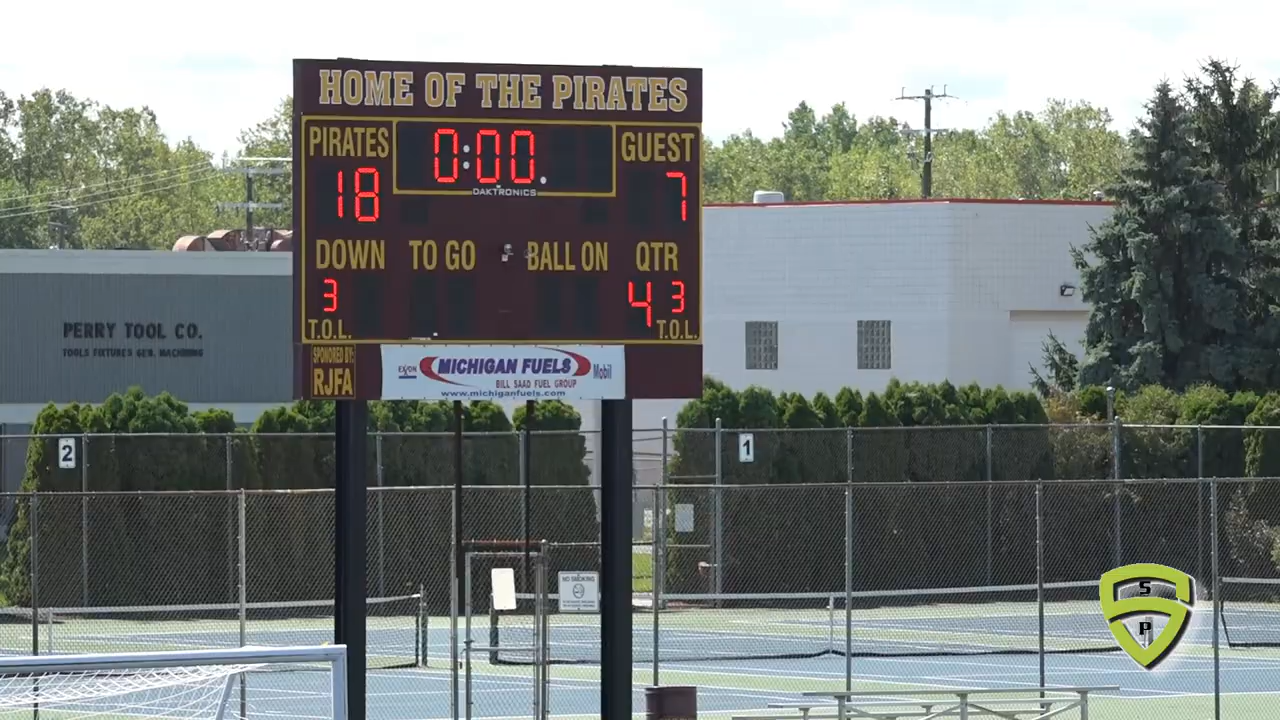 HOME OF THE PIRATES
PIRATES 0:00 GUEST
18 DAKTRONICS 7
DOWN TO GO BALL ON QTR
3 4 3
T.O.L. T.O.L.
SPONSORED BY:
RJFA
EXXON MICHIGAN FUELS Mobil
BILL SAAD FUEL GROUP
www.michiganfuels.com
PERRY TOOL CO.
TOOLS FIXTURES GEN. MACHINING
2
1
NO SMOKING
S
P